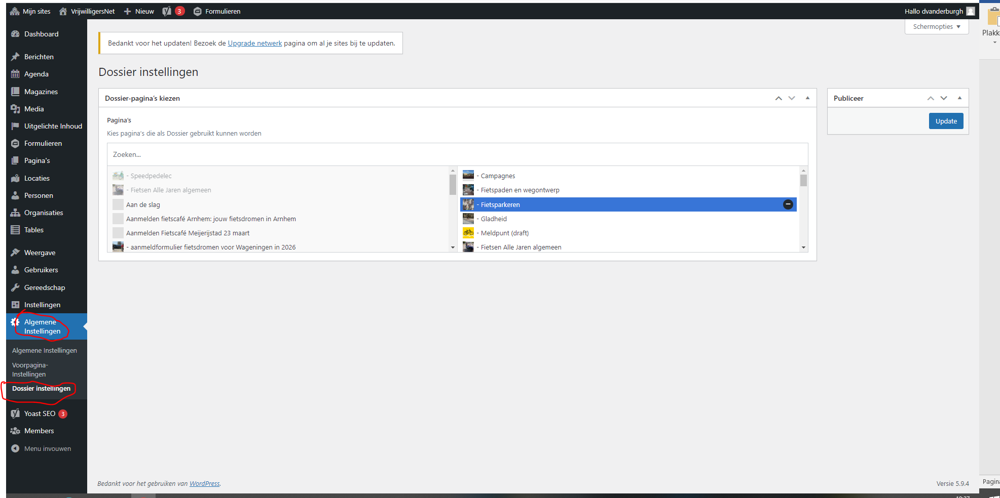 Mijn sites VrijwilligersNet Nieuw 3 Formulieren Hallo dvanderburgh
Schermopties
Plakk
Dashboard
Berichten
Agenda
Magazines
Media
Uitgelichte Inhoud
Formulieren
Pagina's
Locaties
Personen
Organisaties
Tables
Weergave
Gebruikers
Gereedschap
Instellingen
Algemene
Instellingen
Algemene Instellingen
Voorpagina-
Instellingen
Dossier instellingen
Yoast SEO 3
Members
Menu invouwen
Bedankt voor het updaten! Bezoek de Upgrade netwerk pagina om al je sites bij te updaten.
Dossier instellingen
Dossier-pagina's kiezen
Pagina's
Kies pagina's die als Dossier gebruikt kunnen worden
Zoeken...
- Speedpedelec
- Fietsen Alle Jaren algemeen
Aan de slag
Aanmelden fietscafé Arnhem: jouw fietsdromen in Arnhem
Aanmelden Fietscafé Meijerijstad 23 maart
- aanmeldformulier fietsdromen voor Wageningen in 2026
- Campagnes
- Fietspaden en wegontwerp
- Fietsparkeren
- Gladheid
- Meldpunt (draft)
- Fietsen Alle Jaren algemeen
Publiceer
Update
Bedankt voor het gebruiken van WordPress.
Versie 5.9.4
Pagina